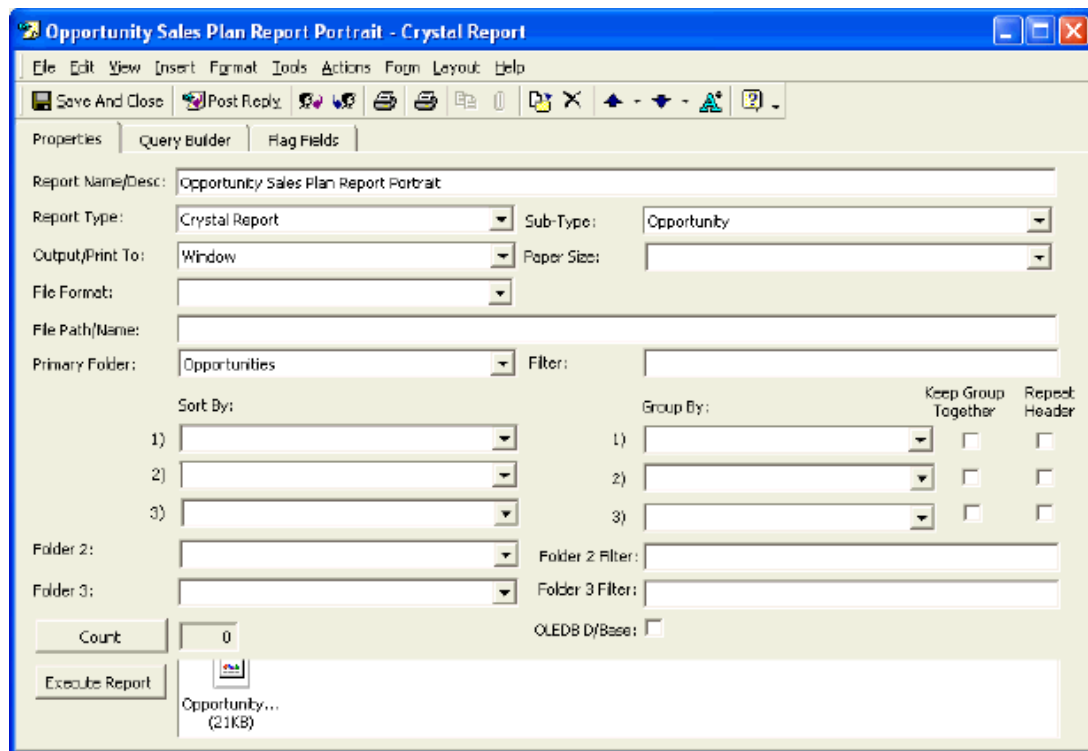 Opportunity Sales Plan Report Portrait - Crystal Report
File Edit View Insert Format Tools Actions Form Layout Help
Save And Close Post Reply
Properties Query Builder Flag Fields
Report Name/Desc: Opportunity Sales Plan Report Portrait
Report Type: Crystal Report Sub-Type: Opportunity
Output/Print To: Window Paper Size:
File Format:
File Path/Name:
Primary Folder: Opportunities Filter:
Sort By: Group By: Keep Group Together Repeat Header
1) 1)
2) 2)
3) 3)
Folder 2: Folder 2 Filter:
Folder 3: Folder 3 Filter:
Count 0 OLEDB D/Base:
Execute Report
Opportunity...
(21KB)